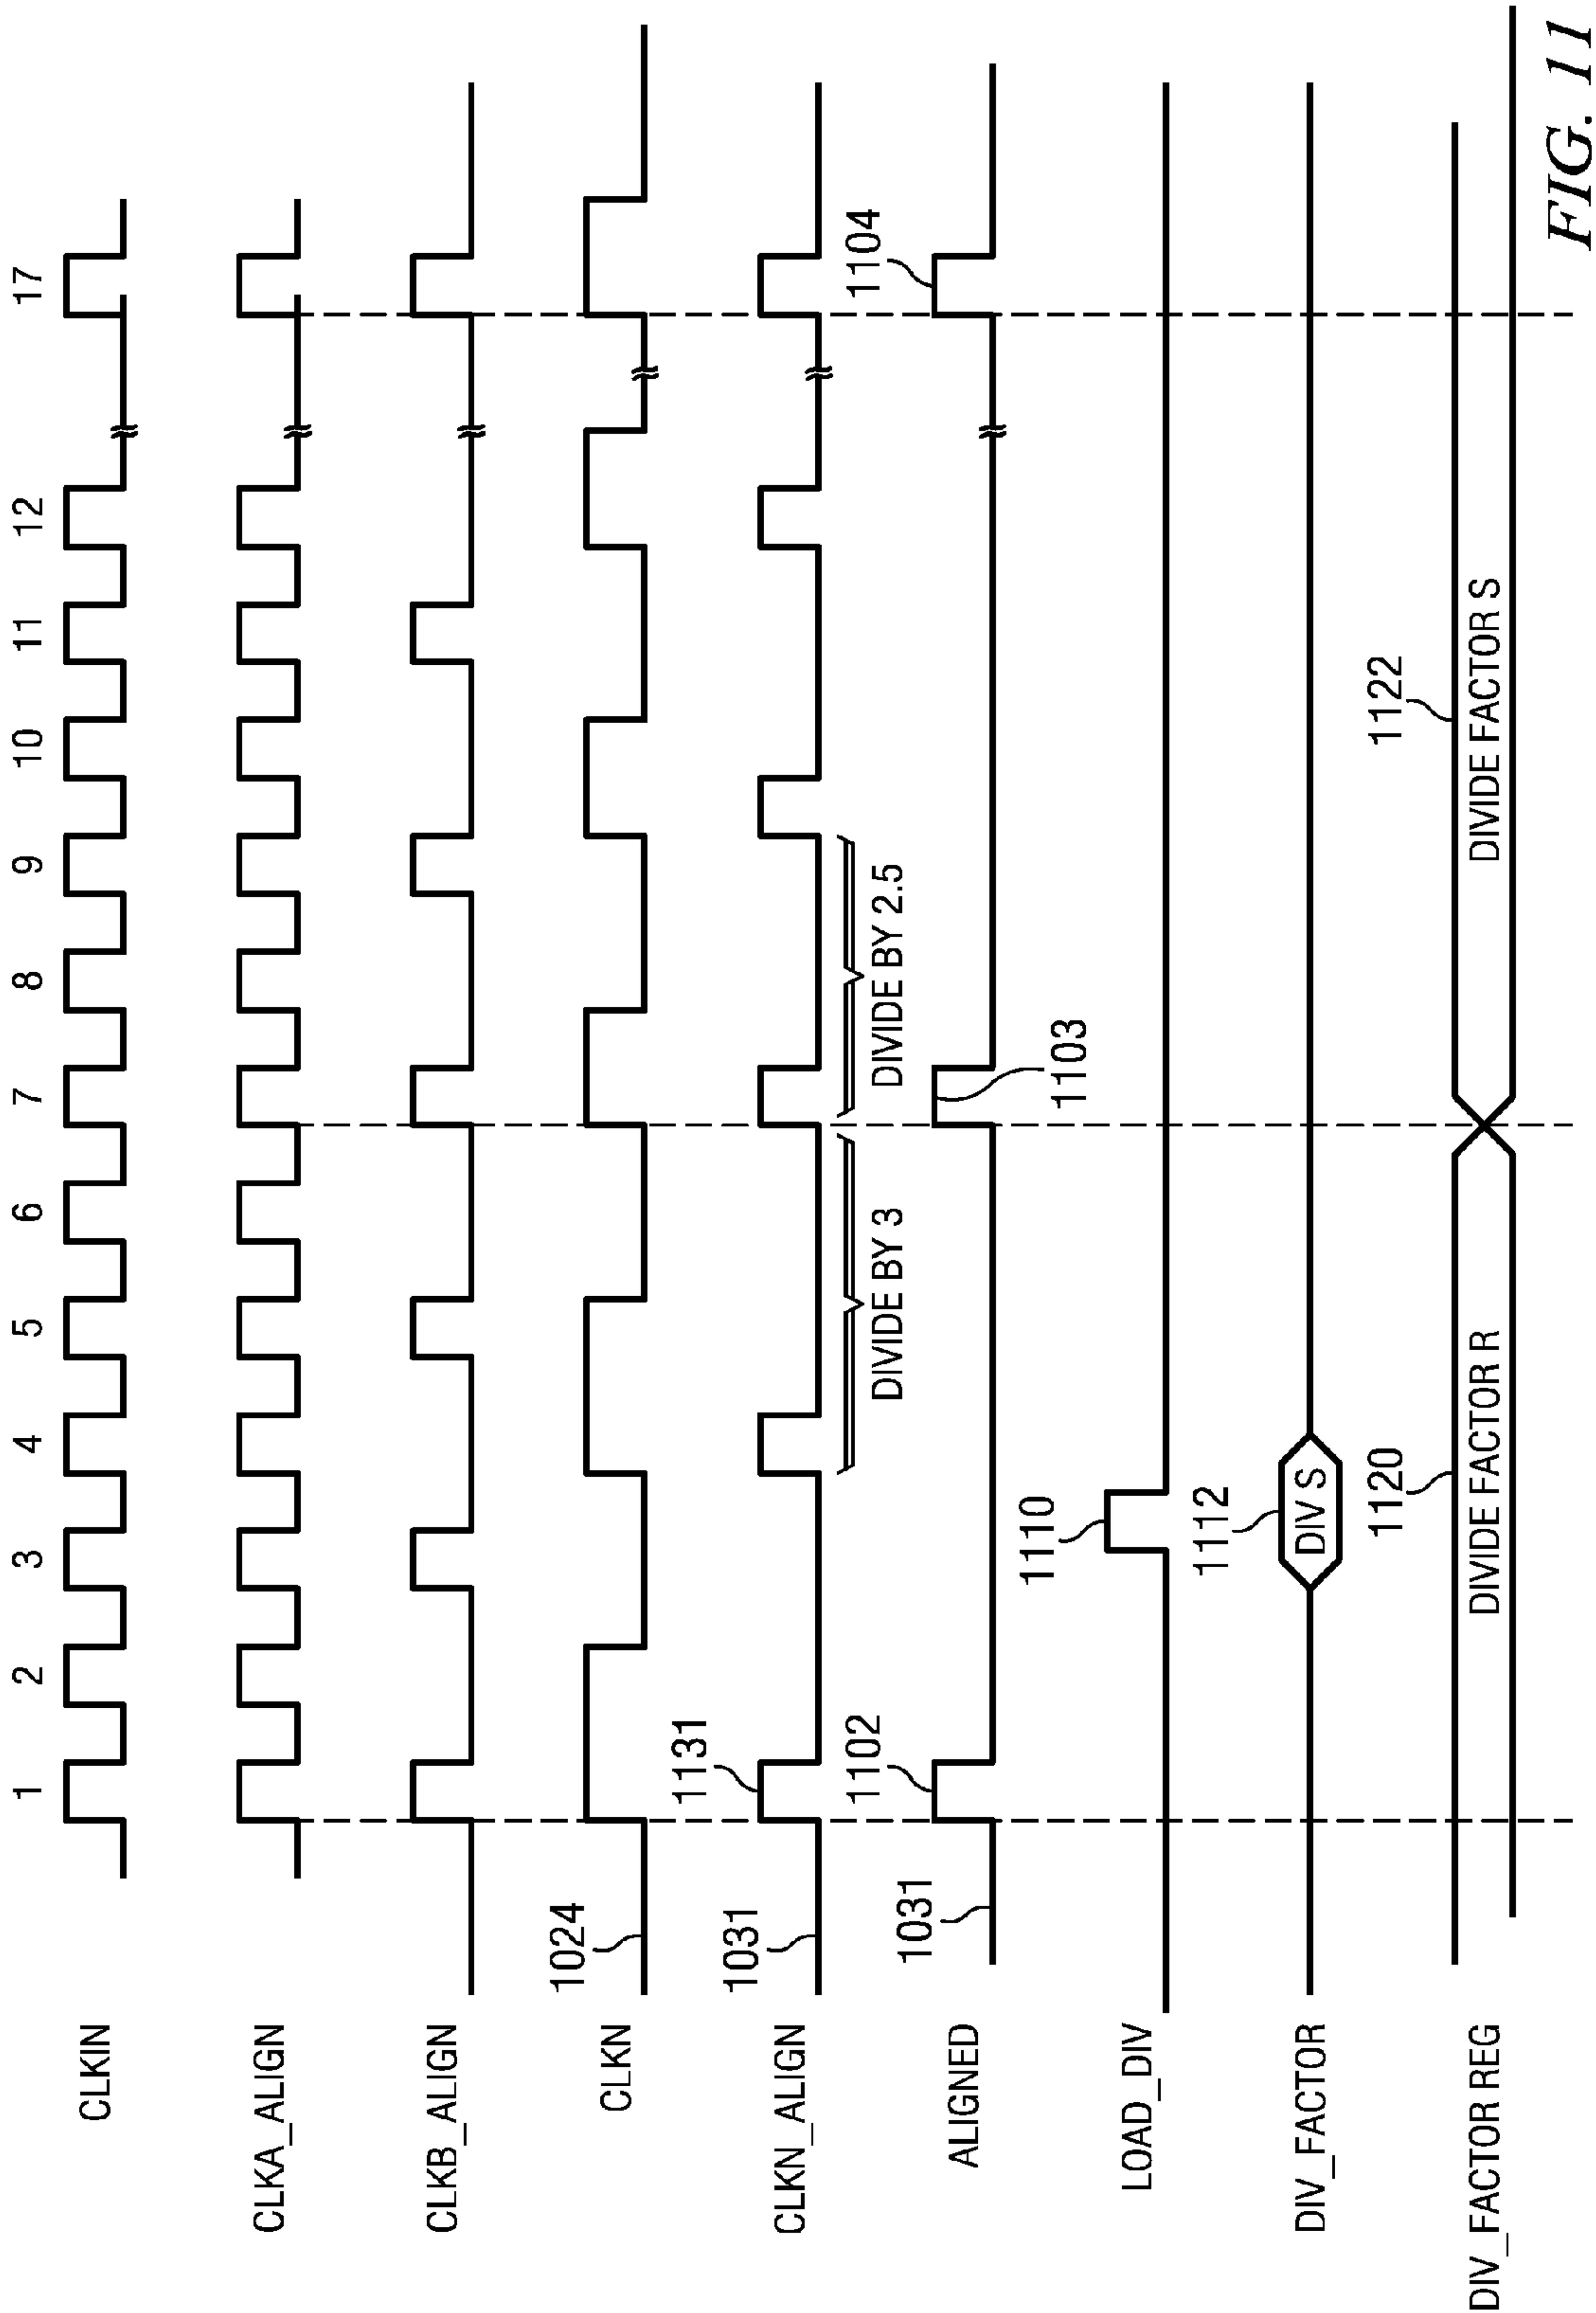 1 2 3 4 5 6 7 8 9 10 11 12 17
CLKIN
CLKA_ALIGN
CLKB_ALIGN
1024
CLKN
1031
1131
CLKN_ALIGN
DIVIDE BY 3
DIVIDE BY 2.5
1031
1102
1104
ALIGNED
1103
1110
LOAD_DIV
1112
DIV_FACTOR
DIV S
1120
1122
DIV_FACTOR REG
DIVIDE FACTOR R
DIVIDE FACTOR S
FIG. 11